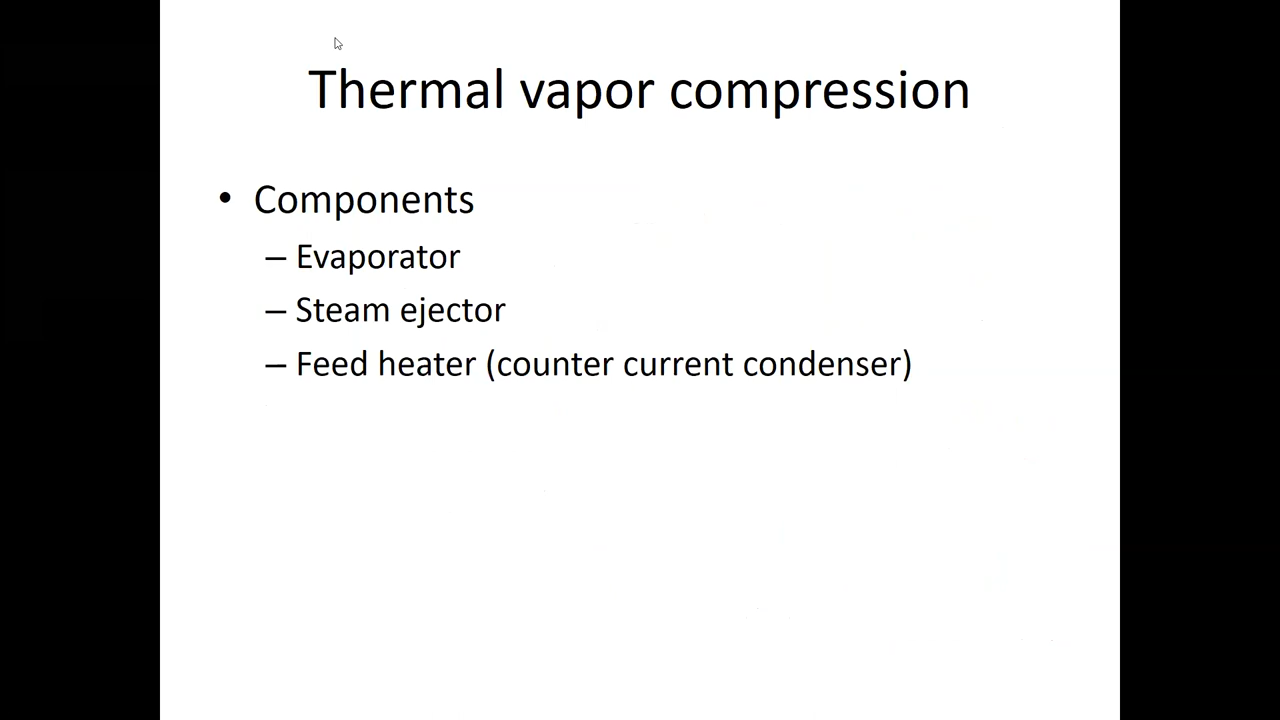 Thermal vapor compression
• Components
– Evaporator
– Steam ejector
– Feed heater (counter current condenser)